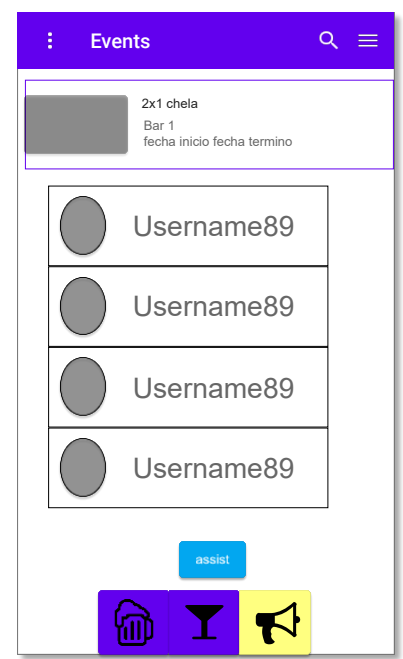 Events
2x1 chela
Bar 1
fecha inicio fecha termino
Username89
Username89
Username89
Username89
assist